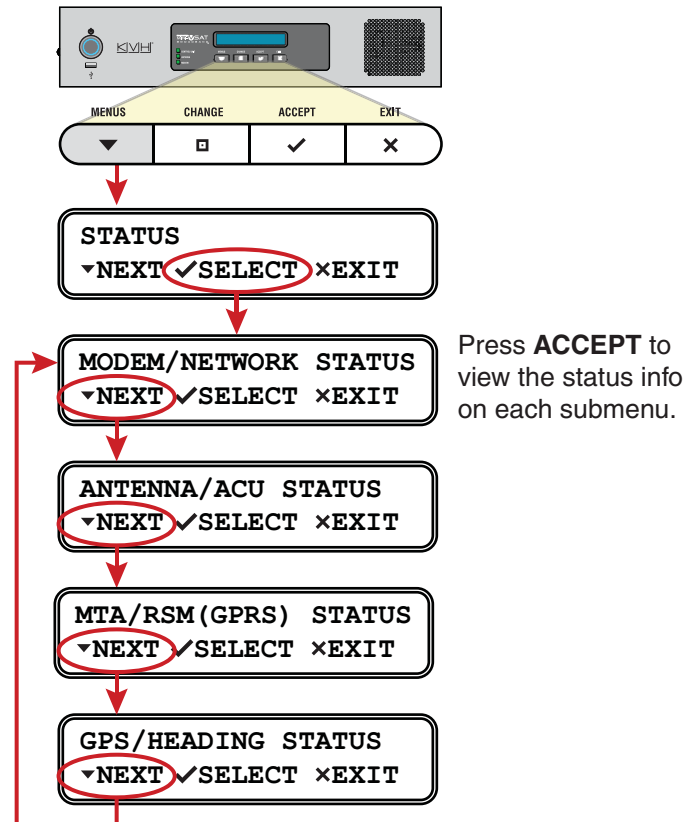 KVH
MENUS CHANGE ACCEPT EXIT
STATUS
▼NEXT ✓SELECT ×EXIT
MODEM/NETWORK STATUS
▼NEXT ✓SELECT ×EXIT
Press ACCEPT to
view the status info
on each submenu.
ANTENNA/ACU STATUS
▼NEXT ✓SELECT ×EXIT
MTA/RSM(GPRS) STATUS
▼NEXT ✓SELECT ×EXIT
GPS/HEADING STATUS
▼NEXT ✓SELECT ×EXIT